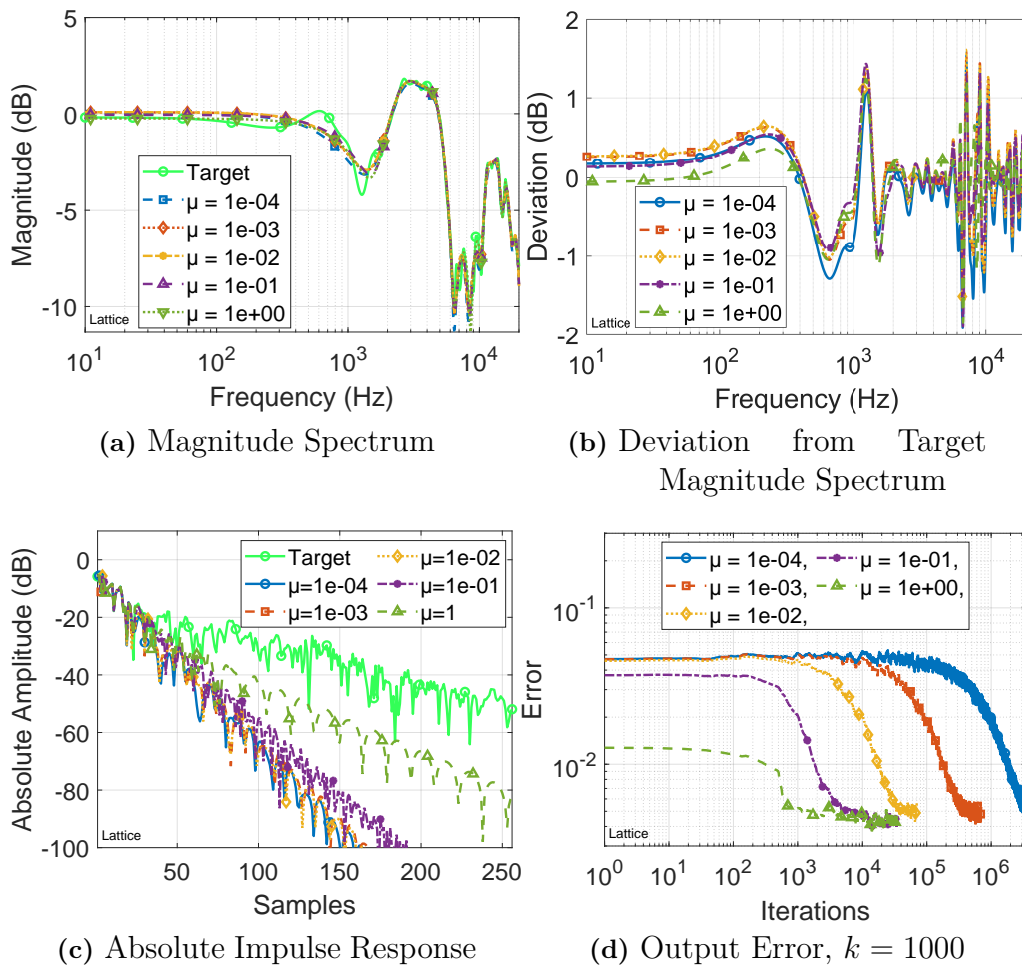 5
0
-5
-10
Magnitude (dB)
Target
μ = 1e-04
μ = 1e-03
μ = 1e-02
μ = 1e-01
μ = 1e+00
Lattice
10^1
10^2
10^3
10^4
Frequency (Hz)
(a) Magnitude Spectrum
2
1
0
-1
-2
Deviation (dB)
μ = 1e-04
μ = 1e-03
μ = 1e-02
μ = 1e-01
μ = 1e+00
Lattice
10^1
10^2
10^3
10^4
Frequency (Hz)
(b) Deviation from Target
Magnitude Spectrum
0
-20
-40
-60
-80
-100
Absolute Amplitude (dB)
Target
μ=1e-04
μ=1e-03
μ=1e-02
μ=1e-01
μ=1
Lattice
50
100
150
200
250
Samples
(c) Absolute Impulse Response
10^-1
10^-2
Error
μ = 1e-04,
μ = 1e-03,
μ = 1e-02,
μ = 1e-01,
μ = 1e+00,
Lattice
10^0
10^1
10^2
10^3
10^4
10^5
10^6
Iterations
(d) Output Error, k = 1000